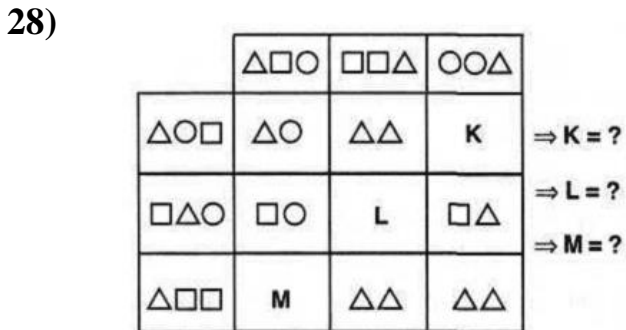 28)
△□○ □□△ ○○△
△○□ △○ △△ K ⇒ K = ?
□△○ □○ L □△ ⇒ L = ?
△□□ M △△ △△ ⇒ M = ?